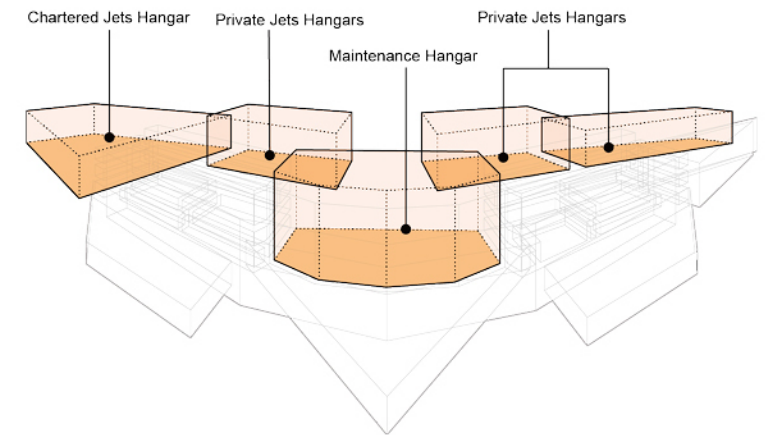 Chartered Jets Hangar
Private Jets Hangars
Private Jets Hangars
Maintenance Hangar